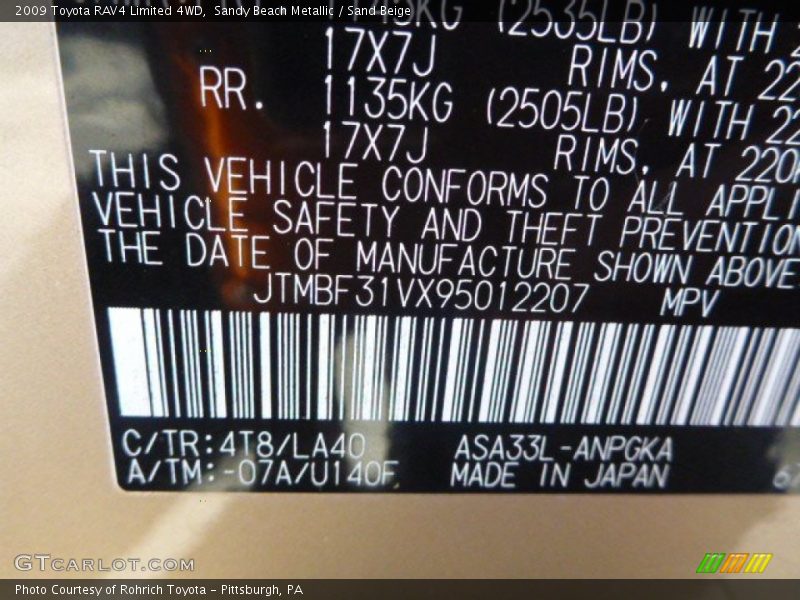 2009 Toyota RAV4 Limited 4WD, Sandy Beach Metallic / Sand Beige
(2535LB) WITH
17X7J RIMS, AT 22
RR. 1135KG (2505LB) WITH 22
17X7J RIMS, AT 220
THIS VEHICLE CONFORMS TO ALL APPLI
VEHICLE SAFETY AND THEFT PREVENTION
THE DATE OF MANUFACTURE SHOWN ABOVE
JTMBF31VX95012207 MPV
C/TR:4T8/LA40 ASA33L-ANPGKA
A/TM:-07A/U140F MADE IN JAPAN
GTCARLOT.COM
Photo Courtesy of Rohrich Toyota - Pittsburgh, PA